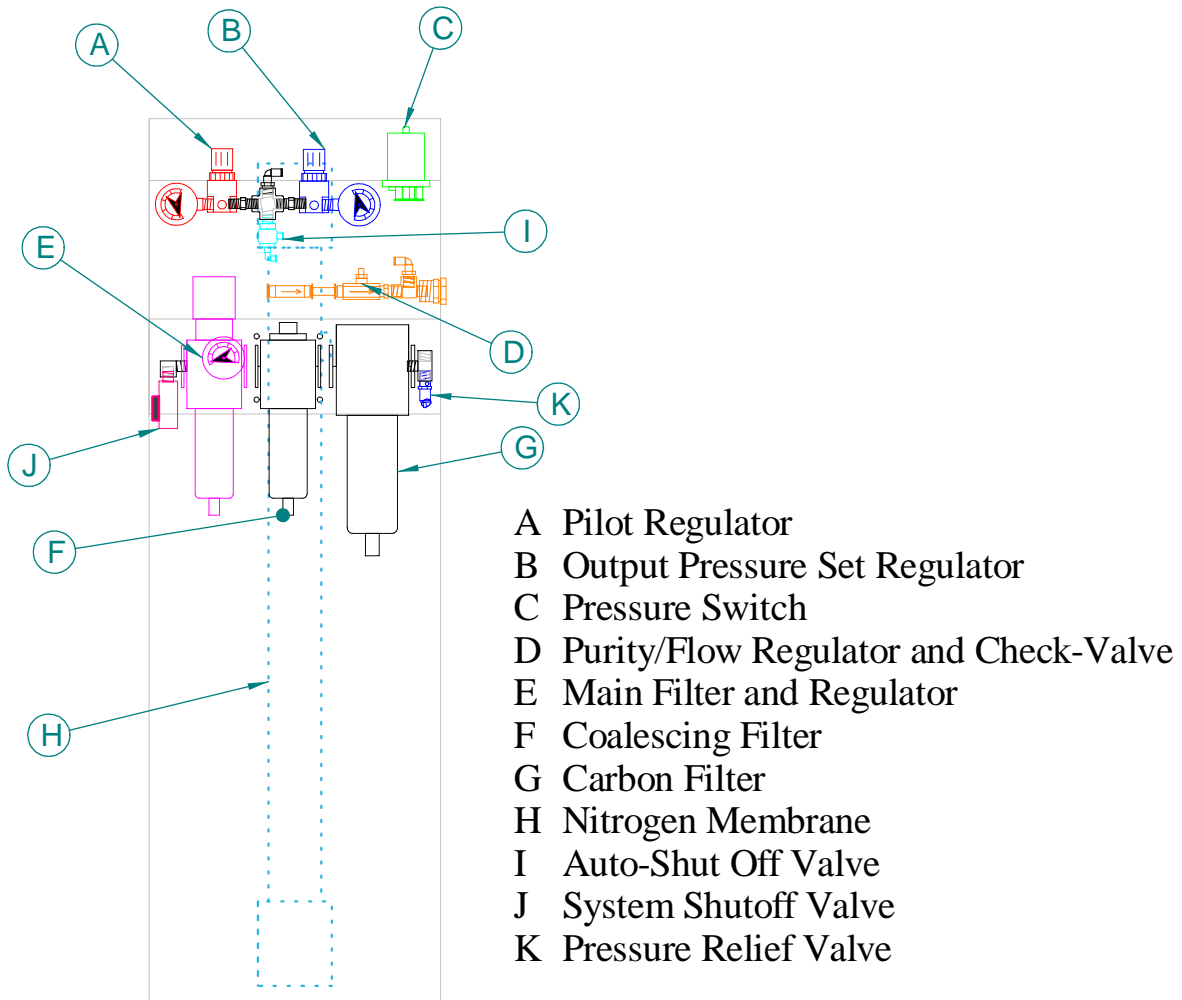 A
B
C
I
E
D
K
J
G
F
H
A Pilot Regulator
B Output Pressure Set Regulator
C Pressure Switch
D Purity/Flow Regulator and Check-Valve
E Main Filter and Regulator
F Coalescing Filter
G Carbon Filter
H Nitrogen Membrane
I Auto-Shut Off Valve
J System Shutoff Valve
K Pressure Relief Valve